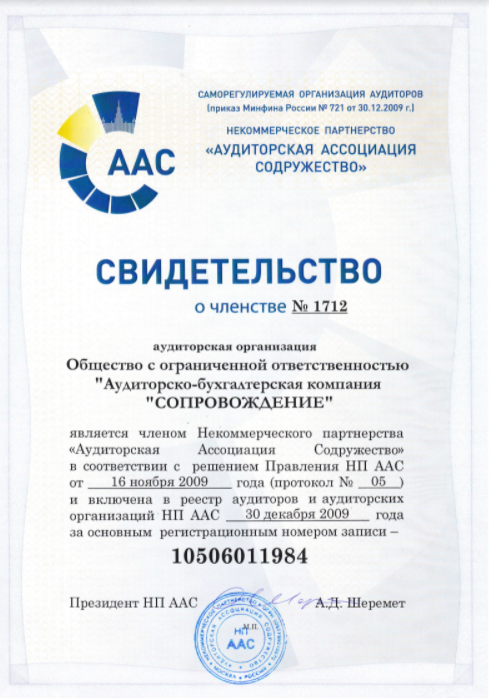 САМОРЕГУЛИРУЕМАЯ ОРГАНИЗАЦИЯ АУДИТОРОВ
(приказ Минфина России № 721 от 30.12.2009 г.)
НЕКОММЕРЧЕСКОЕ ПАРТНЕРСТВО
«АУДИТОРСКАЯ АССОЦИАЦИЯ
СОДРУЖЕСТВО»
ААС
СВИДЕТЕЛЬСТВО
о членстве № 1712
аудиторская организация
Общество с ограниченной ответственностью
"Аудиторско-бухгалтерская компания
"СОПРОВОЖДЕНИЕ"
является членом Некоммерческого партнерства
«Аудиторская Ассоциация Содружество»
в соответствии с решением Правления НП ААС
от 16 ноября 2009 года (протокол № 05 )
и включена в реестр аудиторов и аудиторских
организаций НП ААС 30 декабря 2009 года
за основным регистрационным номером записи –
10506011984
Президент НП ААС А.Д. Шеремет
М.П.
НП
ААС